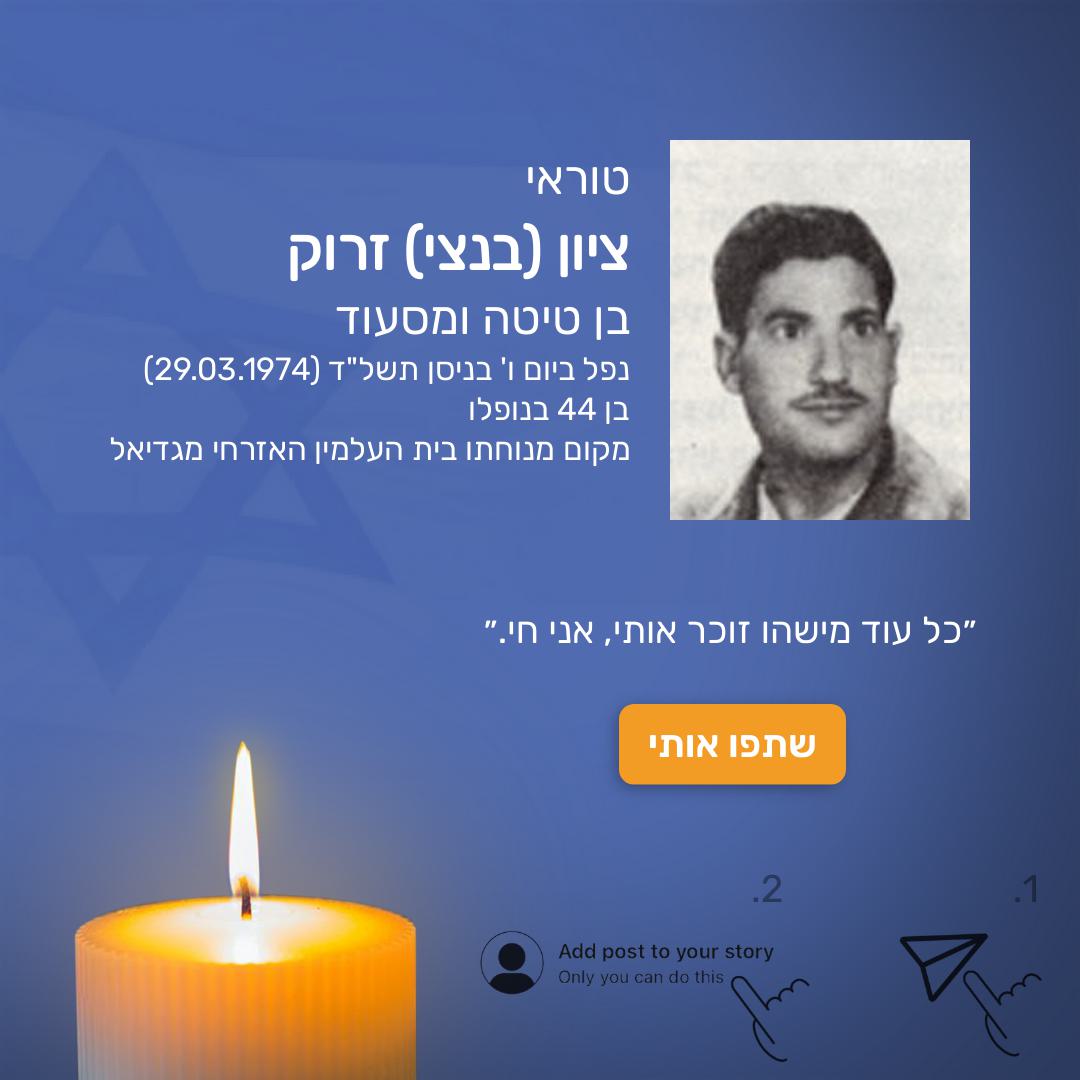 טוראי
ציון (בנצי) זרוק
בן טיטה ומסעוד
נפל ביום ו' בניסן תשל"ד (29.03.1974)
בן 44 בנופלו
מקום מנוחתו בית העלמין האזרחי מגדיאל
״כל עוד מישהו זוכר אותי, אני חי.״
שתפו אותי
1.
2.
Add post to your story
Only you can do this